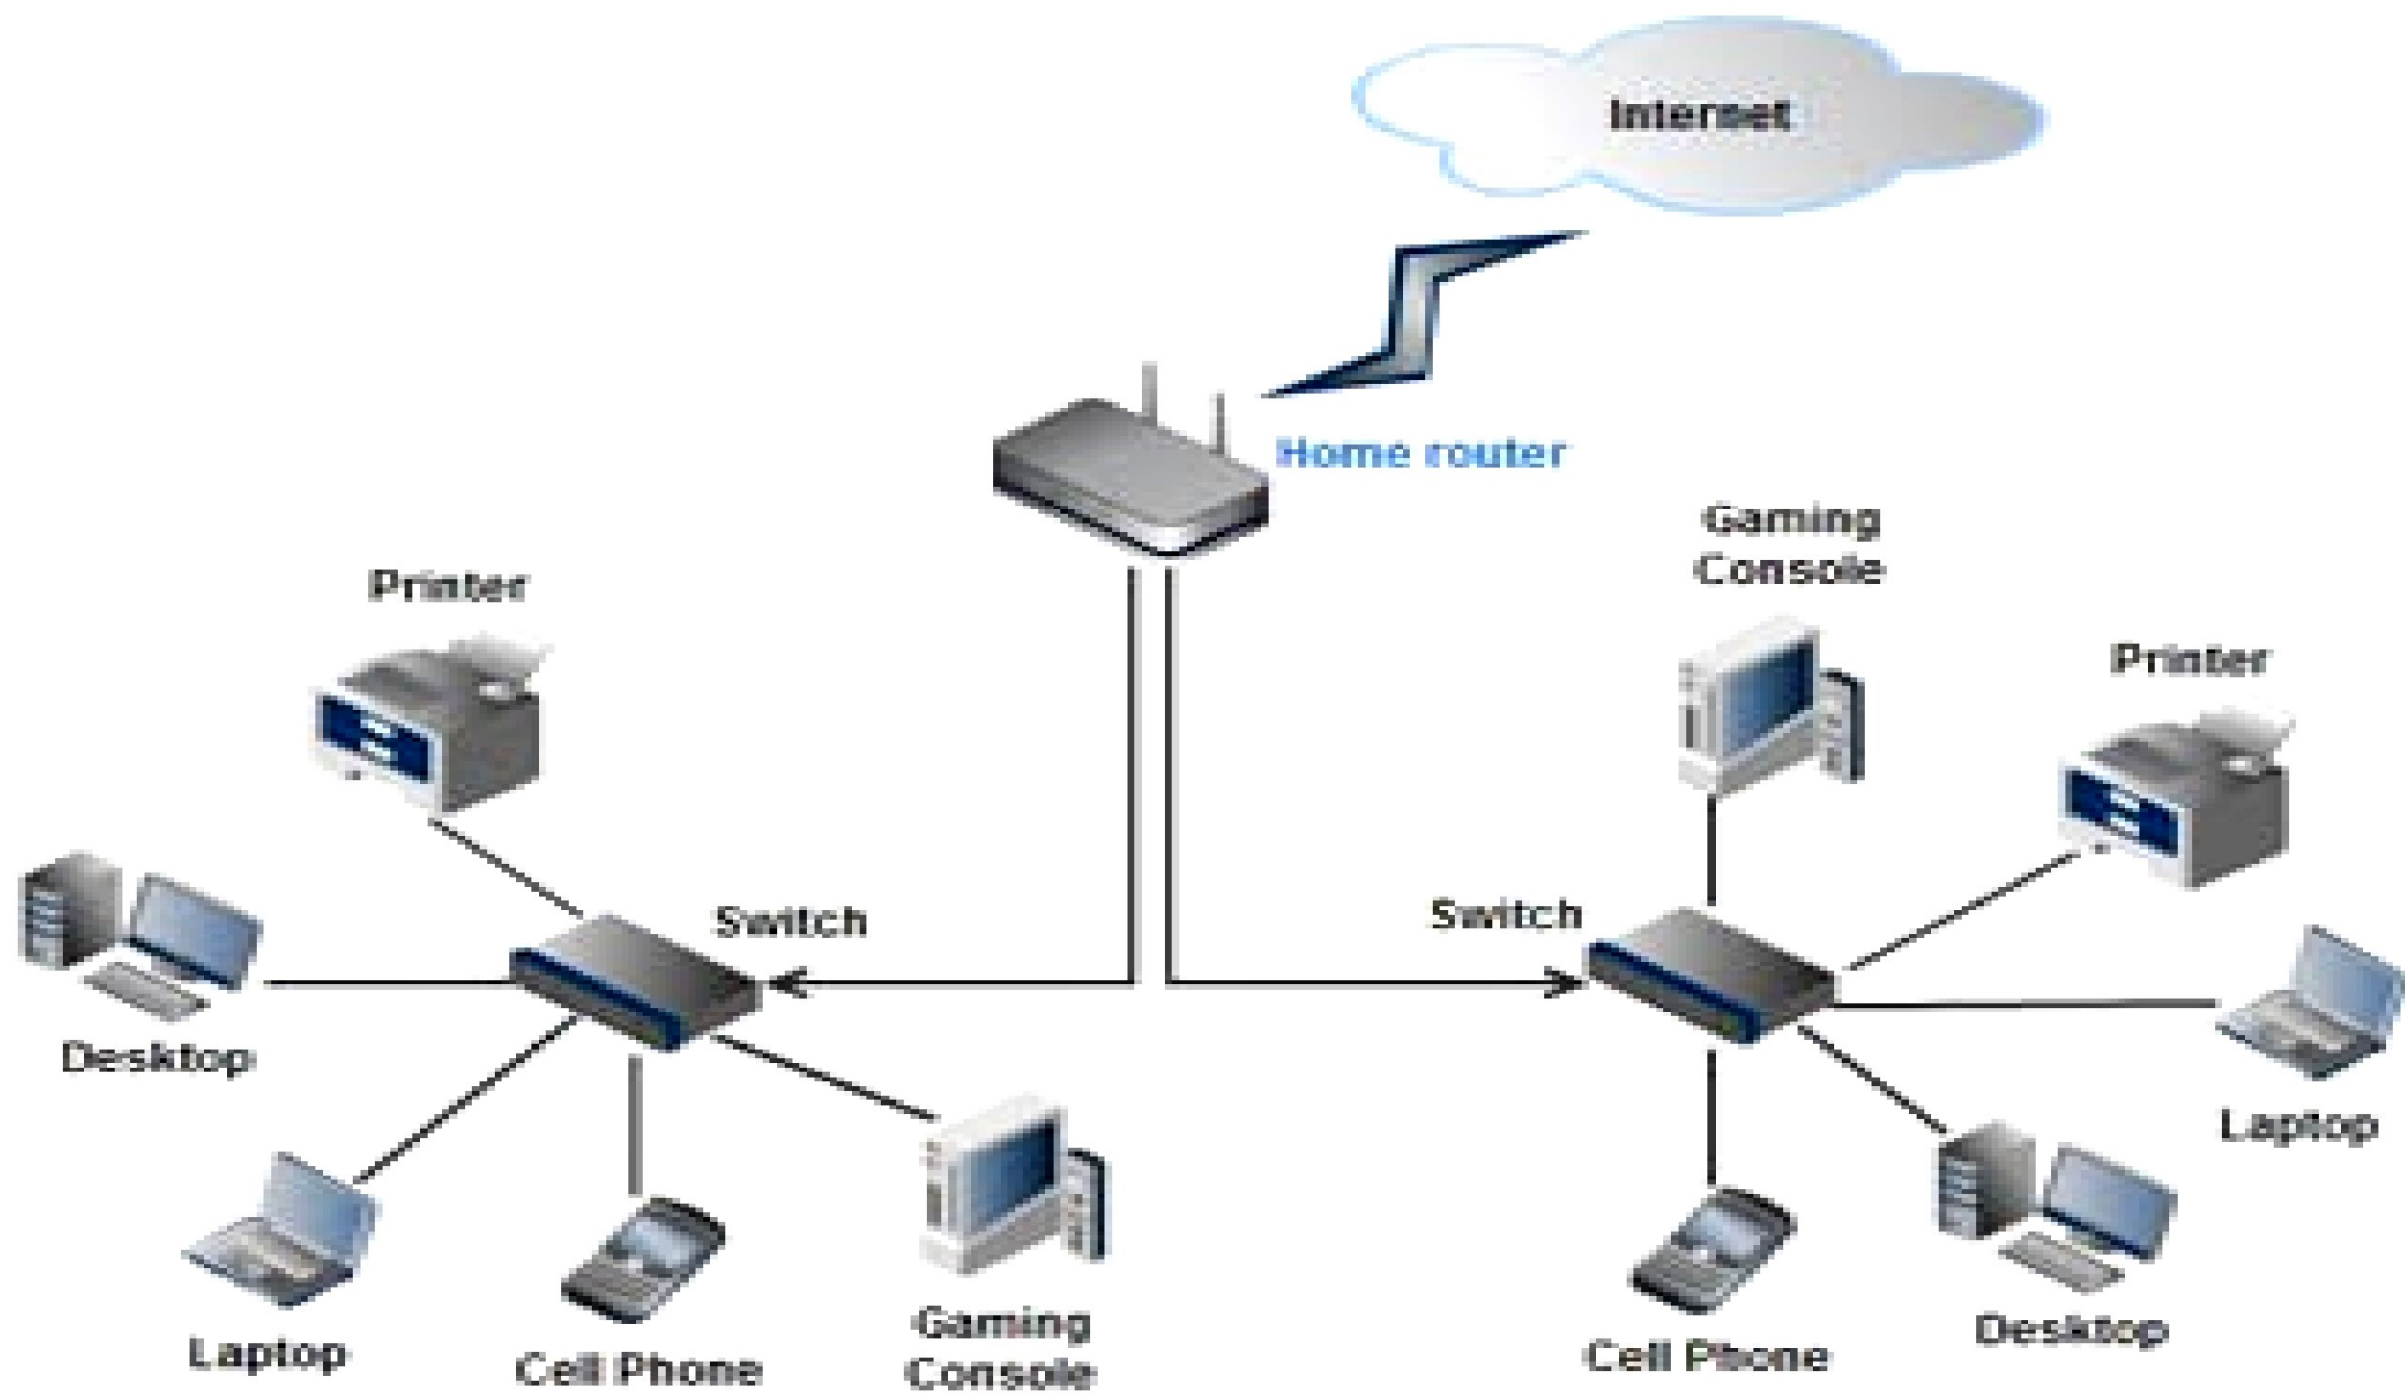 Internet
Home router
Gaming
Console
Printer
Printer
Switch
Switch
Desktop
Laptop
Laptop
Cell Phone
Gaming
Console
Cell Phone
Desktop